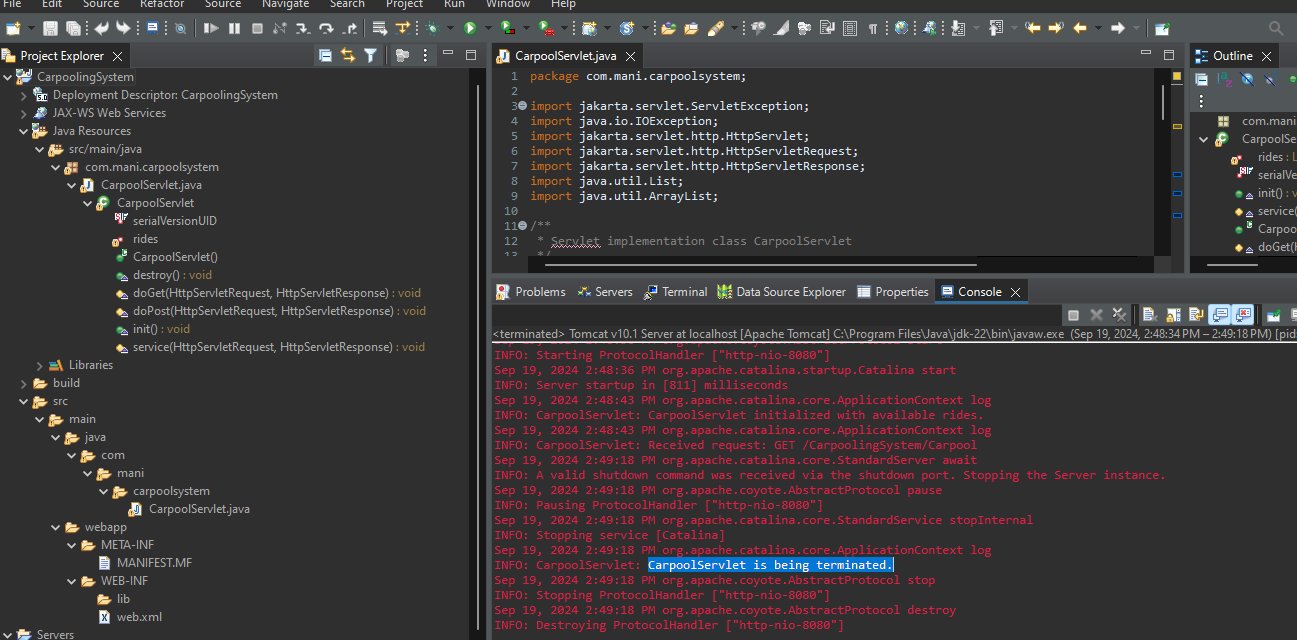 File Edit Source Refactor Source Navigate Search Project Run Window Help
Project Explorer
CarpoolingSystem
Deployment Descriptor: CarpoolingSystem
JAX-WS Web Services
Java Resources
src/main/java
com.mani.carpoolsystem
CarpoolServlet.java
CarpoolServlet
serialVersionUID
rides
CarpoolServlet()
destroy() : void
doGet(HttpServletRequest, HttpServletResponse) : void
doPost(HttpServletRequest, HttpServletResponse) : void
init() : void
service(HttpServletRequest, HttpServletResponse) : void
Libraries
build
src
main
java
com
mani
carpoolsystem
CarpoolServlet.java
webapp
META-INF
MANIFEST.MF
WEB-INF
lib
web.xml
Servers
CarpoolServlet.java
1 package com.mani.carpoolsystem;
2
3 import jakarta.servlet.ServletException;
4 import java.io.IOException;
5 import jakarta.servlet.http.HttpServlet;
6 import jakarta.servlet.http.HttpServletRequest;
7 import jakarta.servlet.http.HttpServletResponse;
8 import java.util.List;
9 import java.util.ArrayList;
10
11 /**
12 * Servlet implementation class CarpoolServlet
13 */
Outline
com.mani
CarpoolSe
rides : L
serialVe
init() : v
service(
Carpoo
doGet(H
Problems Servers Terminal Data Source Explorer Properties Console
<terminated> Tomcat v10.1 Server at localhost [Apache Tomcat] C:\Program Files\Java\jdk-22\bin\javaw.exe (Sep 19, 2024, 2:48:34 PM – 2:49:18 PM) [pid:
INFO: Starting ProtocolHandler ["http-nio-8080"]
Sep 19, 2024 2:48:36 PM org.apache.catalina.startup.Catalina start
INFO: Server startup in [811] milliseconds
Sep 19, 2024 2:48:43 PM org.apache.catalina.core.ApplicationContext log
INFO: CarpoolServlet: CarpoolServlet initialized with available rides.
Sep 19, 2024 2:48:43 PM org.apache.catalina.core.ApplicationContext log
INFO: CarpoolServlet: Received request: GET /CarpoolingSystem/Carpool
Sep 19, 2024 2:49:18 PM org.apache.catalina.core.StandardServer await
INFO: A valid shutdown command was received via the shutdown port. Stopping the Server instance.
Sep 19, 2024 2:49:18 PM org.apache.coyote.AbstractProtocol pause
INFO: Pausing ProtocolHandler ["http-nio-8080"]
Sep 19, 2024 2:49:18 PM org.apache.catalina.core.StandardService stopInternal
INFO: Stopping service [Catalina]
Sep 19, 2024 2:49:18 PM org.apache.catalina.core.ApplicationContext log
INFO: CarpoolServlet: CarpoolServlet is being terminated.
Sep 19, 2024 2:49:18 PM org.apache.coyote.AbstractProtocol stop
INFO: Stopping ProtocolHandler ["http-nio-8080"]
Sep 19, 2024 2:49:18 PM org.apache.coyote.AbstractProtocol destroy
INFO: Destroying ProtocolHandler ["http-nio-8080"]